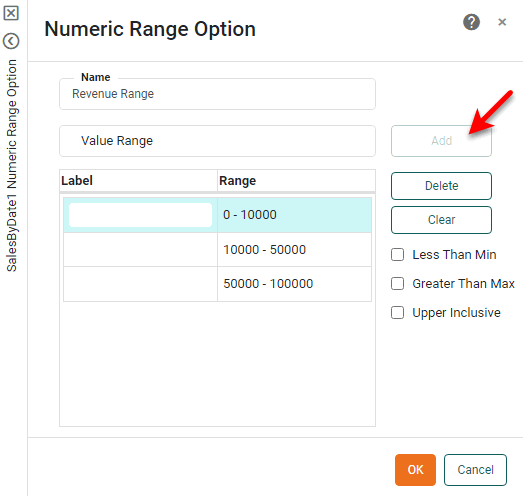 Numeric Range Option
?
SalesByDate1 Numeric Range Option
Name
Revenue Range
Value Range
Add
Label Range
0 - 10000
10000 - 50000
50000 - 100000
Delete
Clear
Less Than Min
Greater Than Max
Upper Inclusive
OK
Cancel